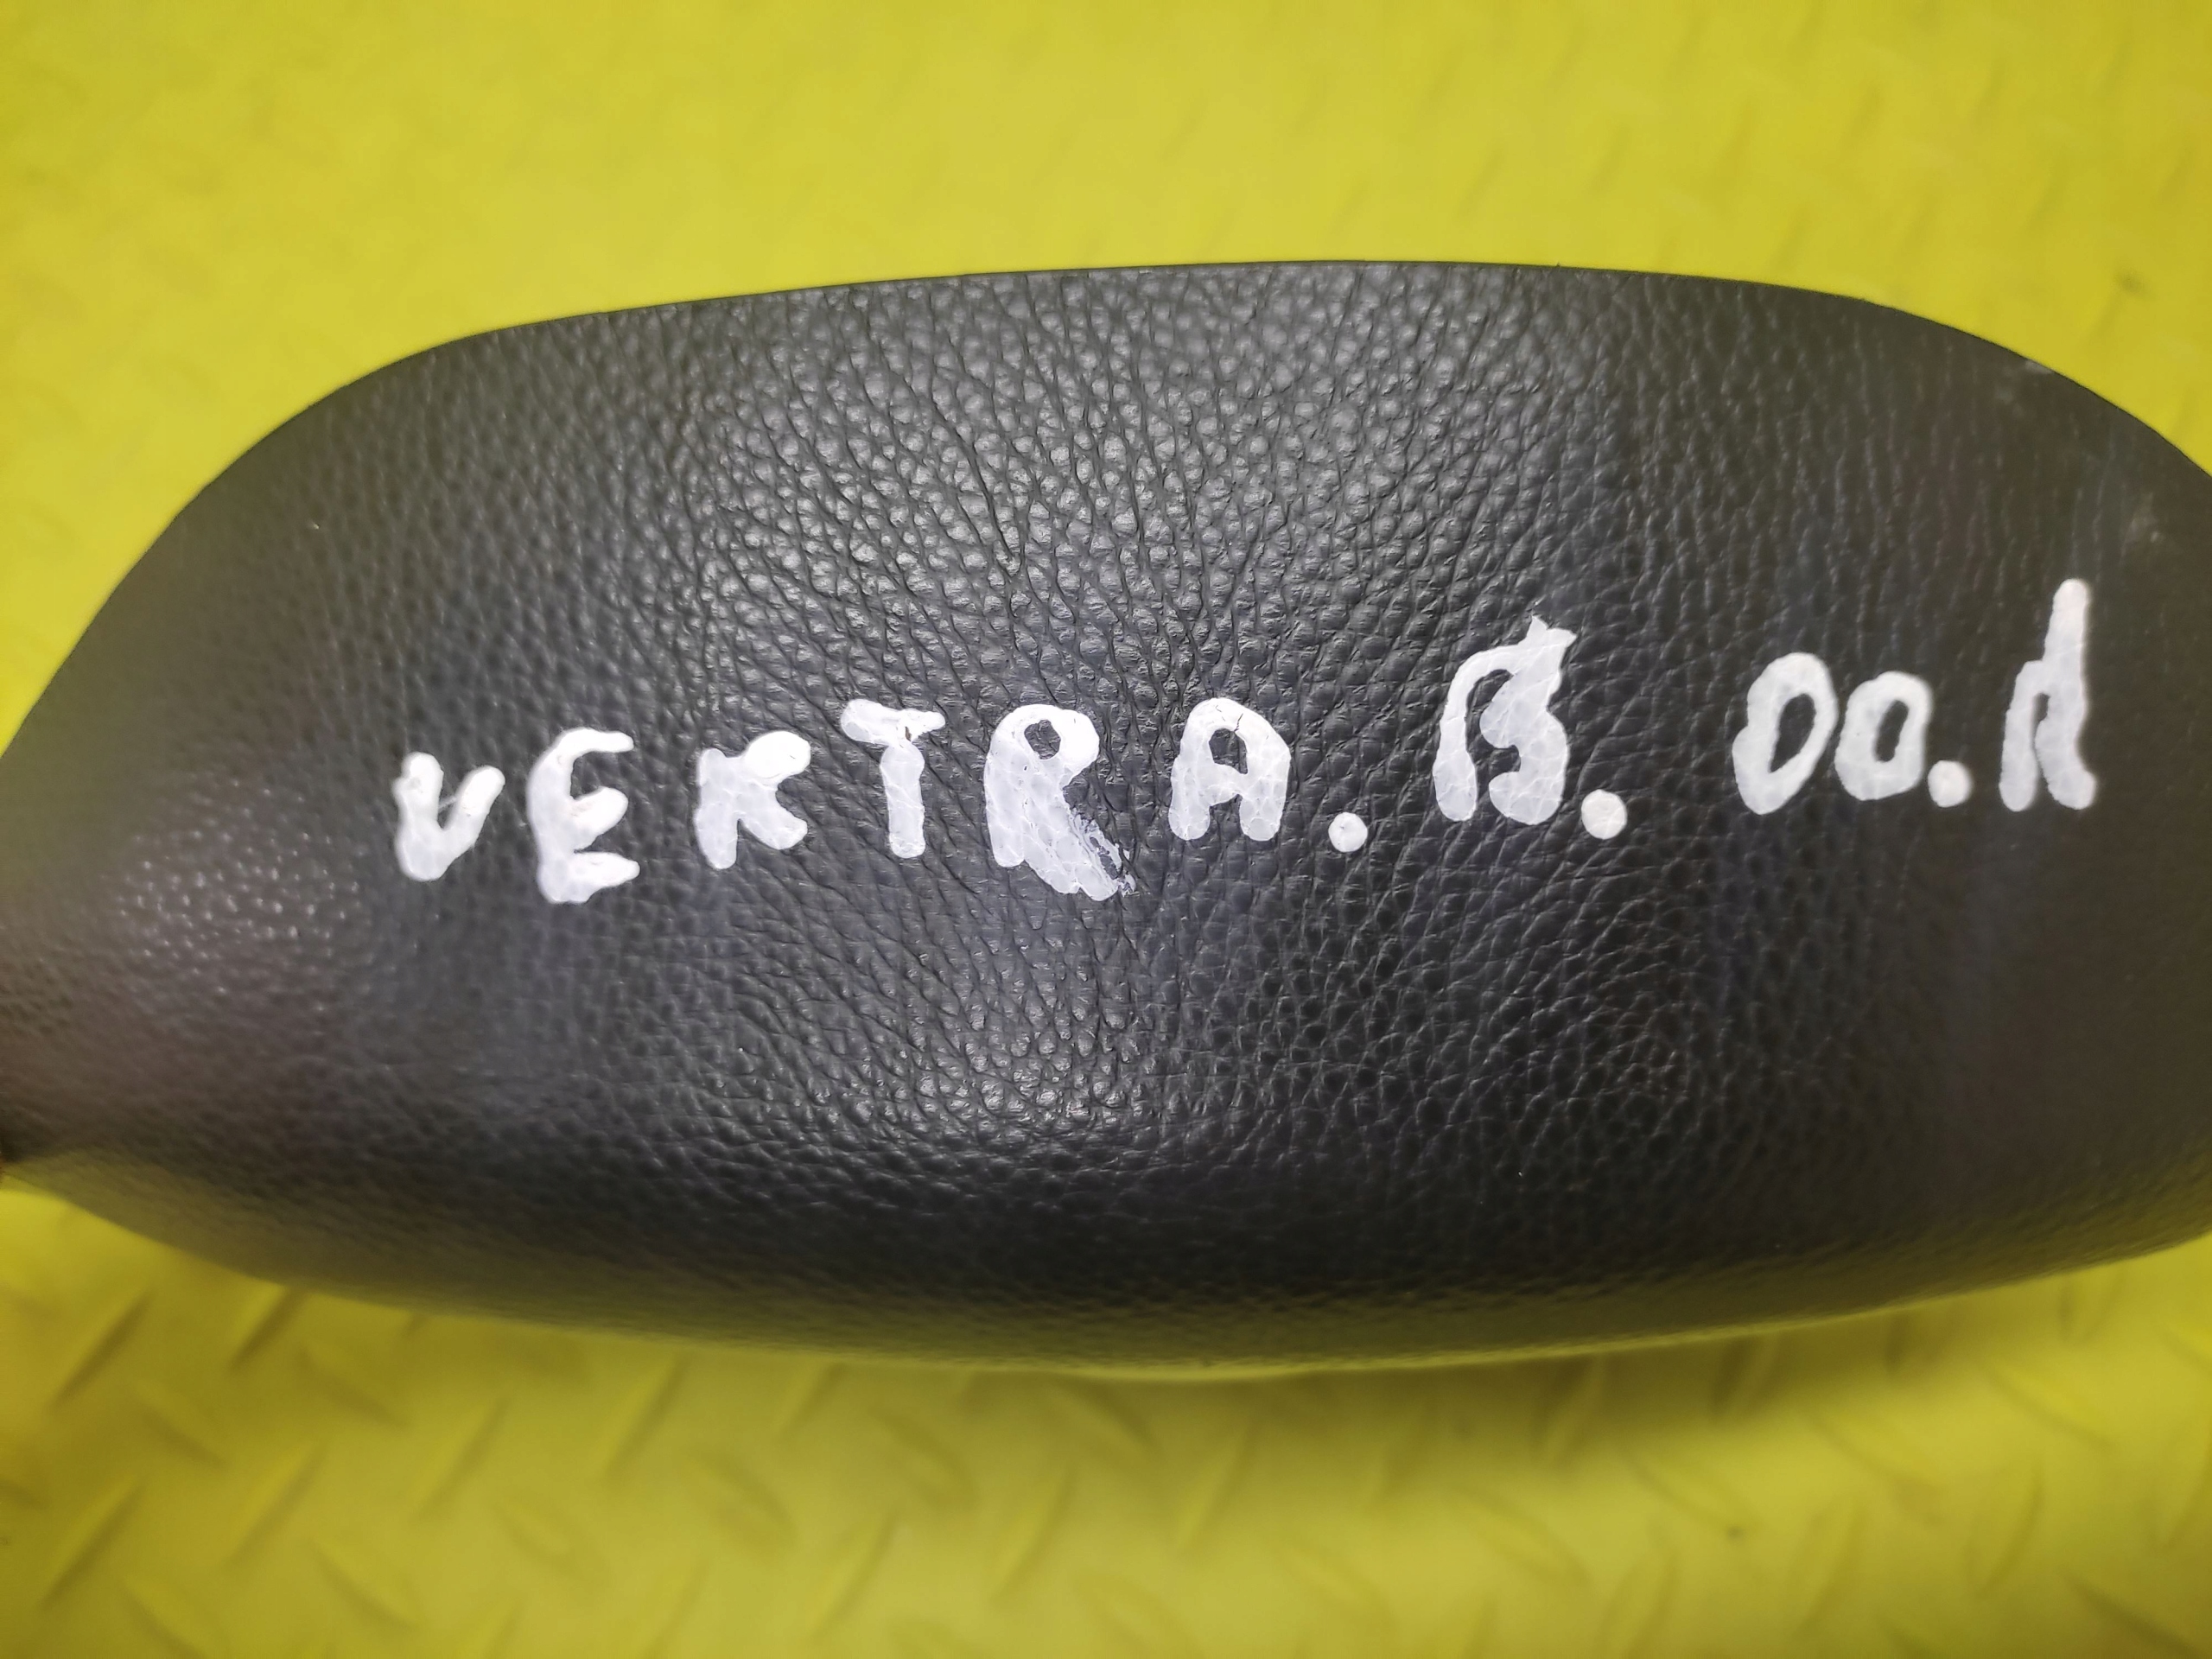 VEKTRA. B. 00. R